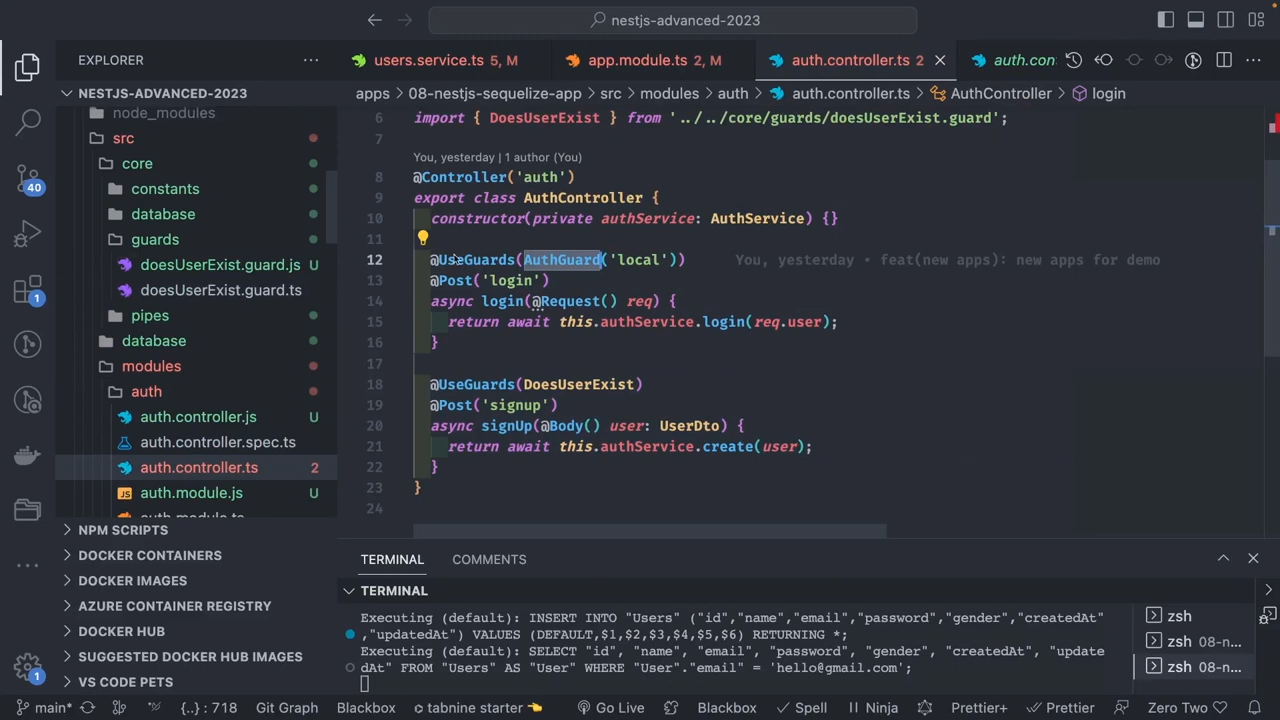 nestjs-advanced-2023
EXPLORER
users.service.ts 5, M
app.module.ts 2, M
auth.controller.ts 2
auth.con
NESTJS-ADVANCED-2023
apps > 08-nestjs-sequelize-app > src > modules > auth > auth.controller.ts > AuthController > login
node_modules
src
core
constants
database
guards
doesUserExist.guard.js U
doesUserExist.guard.ts
pipes
database
modules
auth
auth.controller.js U
auth.controller.spec.ts
auth.controller.ts 2
auth.module.js U
auth.module.ts
NPM SCRIPTS
DOCKER CONTAINERS
DOCKER IMAGES
AZURE CONTAINER REGISTRY
DOCKER HUB
SUGGESTED DOCKER HUB IMAGES
VS CODE PETS
40
1
1
6 import { DoesUserExist } from '../../core/guards/doesUserExist.guard';
7
You, yesterday | 1 author (You)
8 @Controller('auth')
9 export class AuthController {
10 constructor(private authService: AuthService) {}
11
12 @UseGuards(AuthGuard('local')) You, yesterday • feat(new apps): new apps for demo
13 @Post('login')
14 async login(@Request() req) {
15 return await this.authService.login(req.user);
16 }
17
18 @UseGuards(DoesUserExist)
19 @Post('signup')
20 async signUp(@Body() user: UserDto) {
21 return await this.authService.create(user);
22 }
23 }
24
TERMINAL COMMENTS
TERMINAL
Executing (default): INSERT INTO "Users" ("id","name","email","password","gender","createdAt"
,"updatedAt") VALUES (DEFAULT,$1,$2,$3,$4,$5,$6) RETURNING *;
Executing (default): SELECT "id", "name", "email", "password", "gender", "createdAt", "update
dAt" FROM "Users" AS "User" WHERE "User"."email" = 'hello@gmail.com';
zsh
zsh 08-n...
zsh 08-n...
main* {..} : 718 Git Graph Blackbox tabnine starter 👈 Go Live Blackbox Spell Ninja Prettier+ Prettier Zero Two